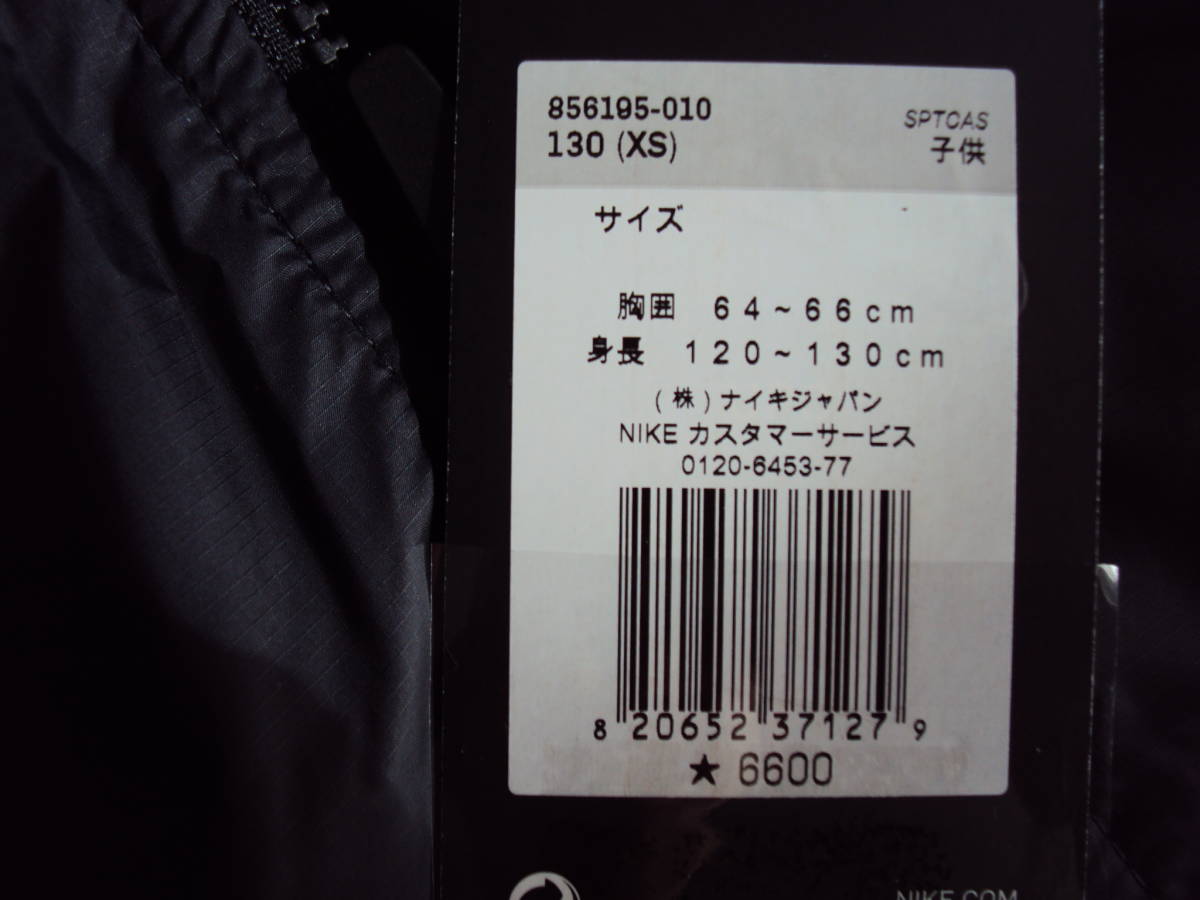 856195-010
SPTCAS
130 (XS)
子供
サイズ
胸囲 64~66cm
身長 120~130cm
(株)ナイキジャパン
NIKE カスタマーサービス
0120-6453-77
8 20652 37127 9
★ 6600
NIKE.COM